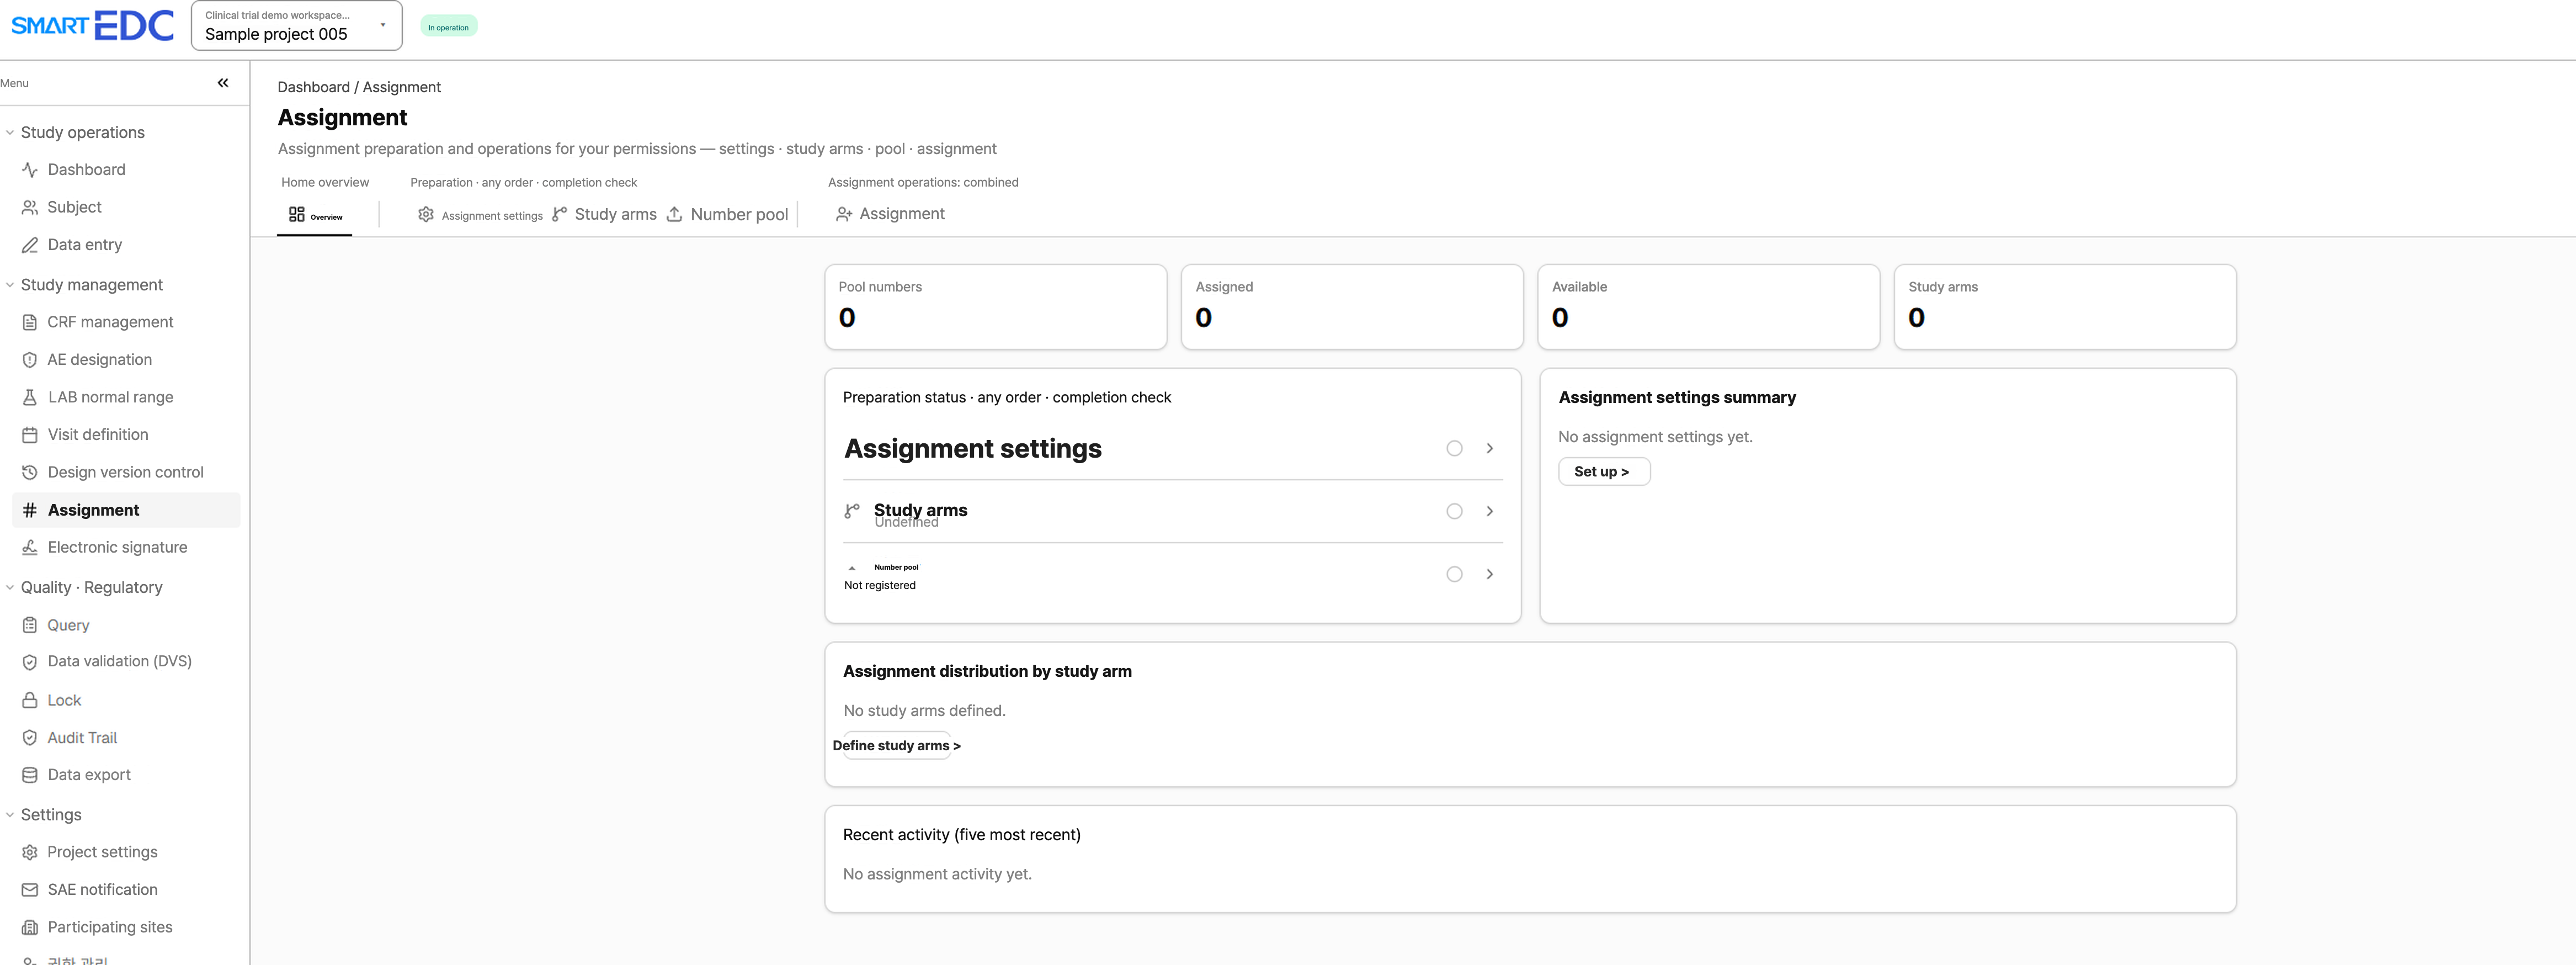 SMART EDC
Clinical trial demo workspace...
Sample project 005
In operation
Menu
Study operations
Dashboard
Subject
Data entry
Study management
CRF management
AE designation
LAB normal range
Visit definition
Design version control
Assignment
Electronic signature
Quality · Regulatory
Query
Data validation (DVS)
Lock
Audit Trail
Data export
Settings
Project settings
SAE notification
Participating sites
권한 관리
Dashboard / Assignment
Assignment
Assignment preparation and operations for your permissions — settings · study arms · pool · assignment
Home overview
Preparation · any order · completion check
Assignment operations: combined
Overview
Assignment settings
Study arms
Number pool
Assignment
Pool numbers
0
Assigned
0
Available
0
Study arms
0
Preparation status · any order · completion check
Assignment settings
Study arms
Undefined
Number pool
Not registered
Assignment settings summary
No assignment settings yet.
Set up >
Assignment distribution by study arm
No study arms defined.
Define study arms >
Recent activity (five most recent)
No assignment activity yet.